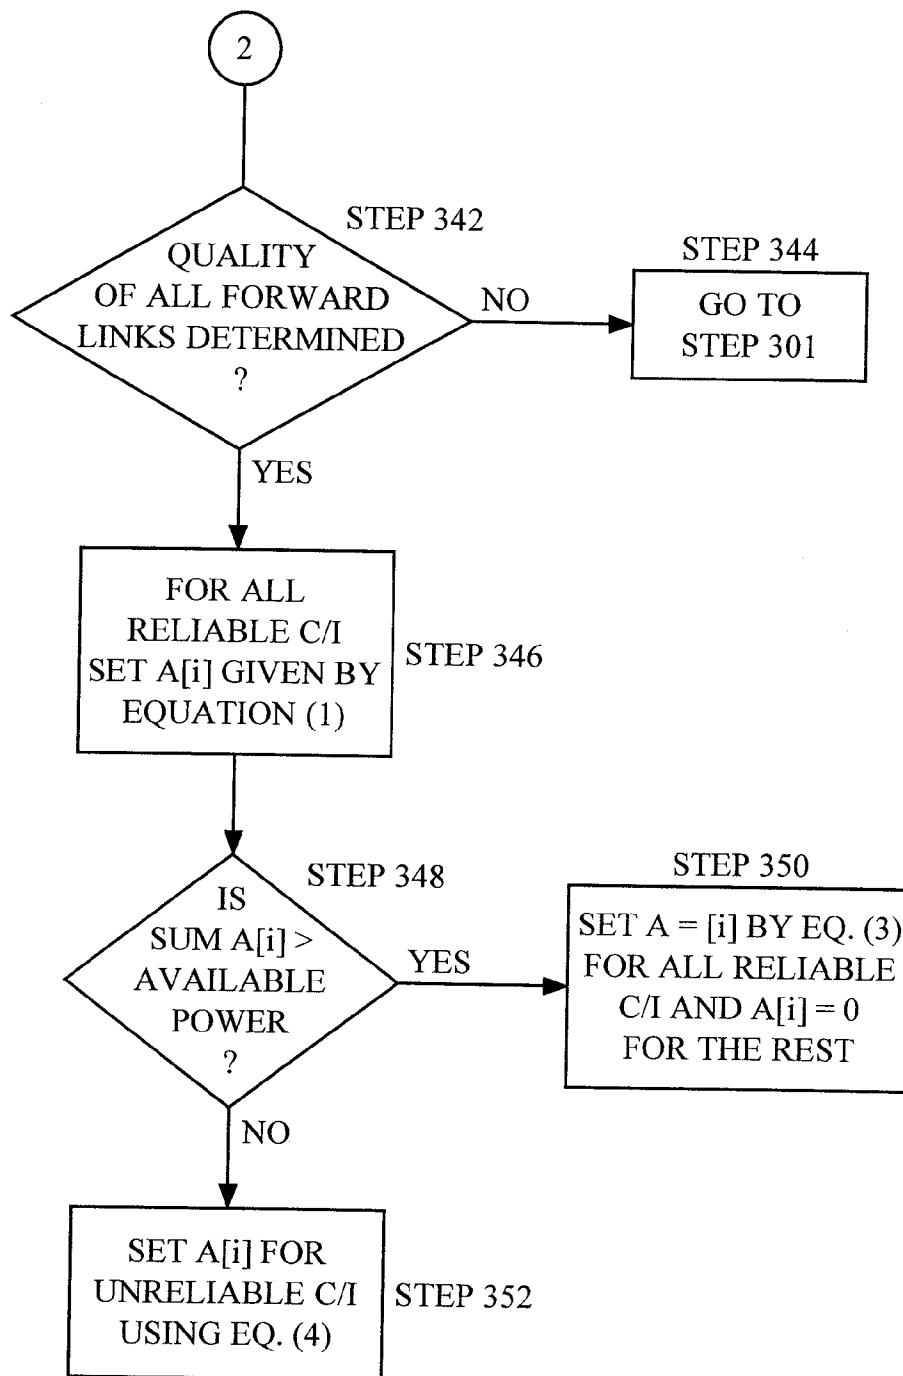 2
STEP 342
QUALITY
OF ALL FORWARD
LINKS DETERMINED
?
NO
STEP 344
GO TO
STEP 301
YES
FOR ALL
RELIABLE C/I
SET A[i] GIVEN BY
EQUATION (1)
STEP 346
STEP 348
IS
SUM A[i] >
AVAILABLE
POWER
?
YES
STEP 350
SET A = [i] BY EQ. (3)
FOR ALL RELIABLE
C/I AND A[i] = 0
FOR THE REST
NO
SET A[i] FOR
UNRELIABLE C/I
USING EQ. (4)
STEP 352